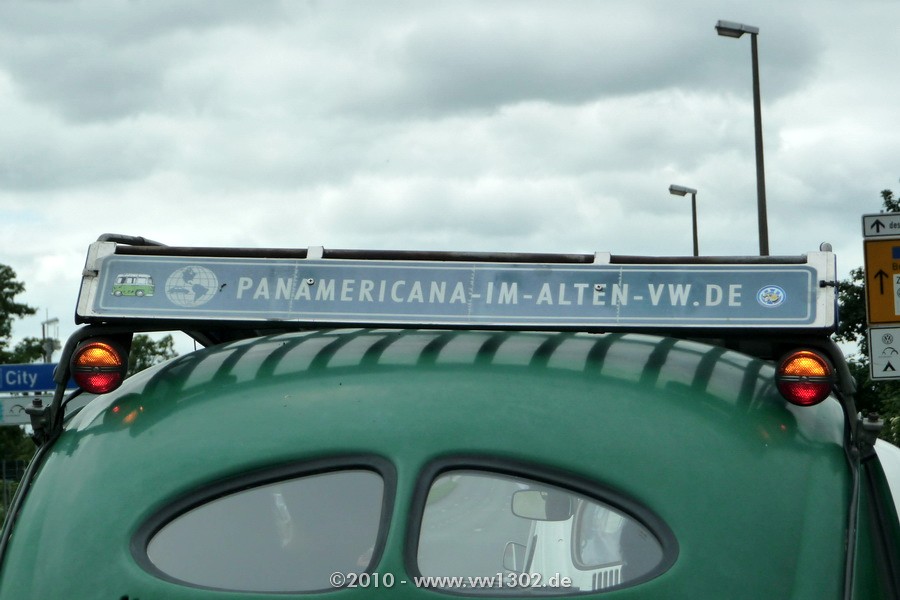 PANAMERICANA-IM-ALTEN-VW.DE
City
©2010 - www.vw1302.de